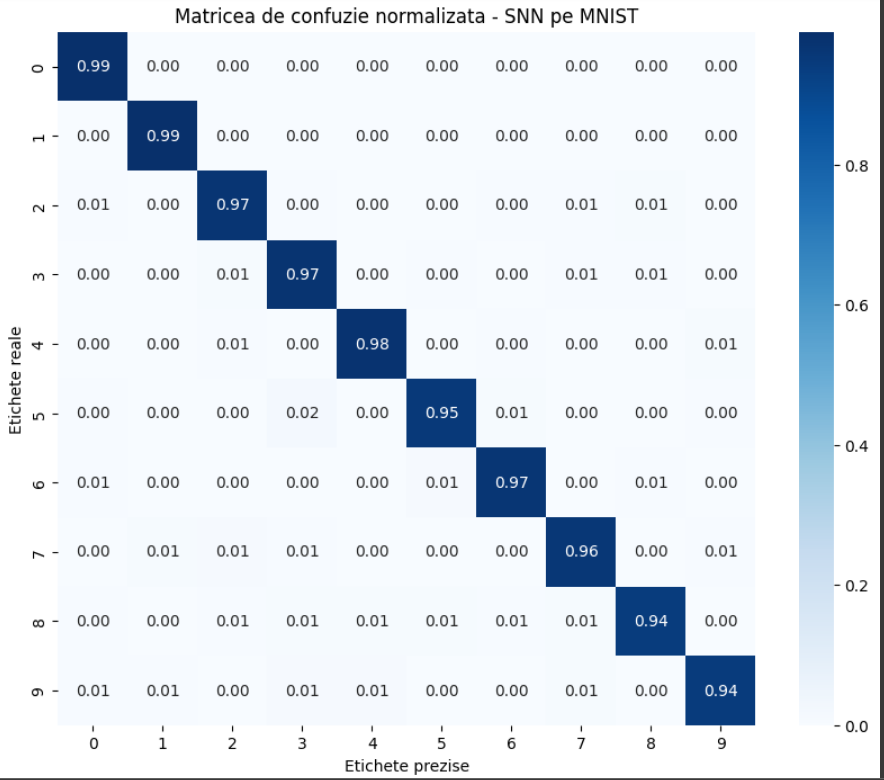 Matricea de confuzie normalizata - SNN pe MNIST
0 0.99 0.00 0.00 0.00 0.00 0.00 0.00 0.00 0.00 0.00
1 0.00 0.99 0.00 0.00 0.00 0.00 0.00 0.00 0.00 0.00
0.8
2 0.01 0.00 0.97 0.00 0.00 0.00 0.00 0.01 0.01 0.00
3 0.00 0.00 0.01 0.97 0.00 0.00 0.00 0.01 0.01 0.00
0.6
4 0.00 0.00 0.01 0.00 0.98 0.00 0.00 0.00 0.00 0.01
Etichete reale
5 0.00 0.00 0.00 0.02 0.00 0.95 0.01 0.00 0.00 0.00
0.4
6 0.01 0.00 0.00 0.00 0.00 0.01 0.97 0.00 0.01 0.00
7 0.00 0.01 0.01 0.01 0.00 0.00 0.00 0.96 0.00 0.01
0.2
8 0.00 0.00 0.01 0.01 0.01 0.01 0.01 0.01 0.94 0.00
9 0.01 0.01 0.00 0.01 0.01 0.00 0.00 0.01 0.00 0.94
0.0
0 1 2 3 4 5 6 7 8 9
Etichete prezise